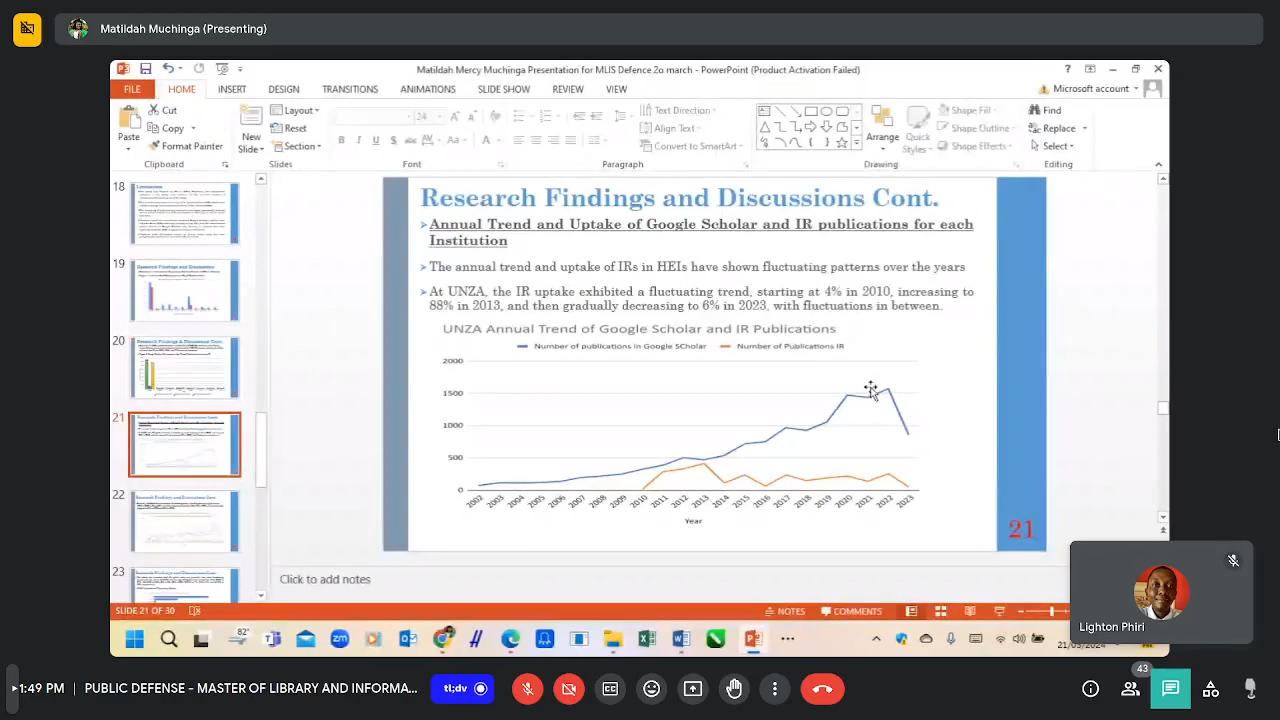 Matildah Muchinga (Presenting)
Matildah Mercy Muchinga Presentation for MLIS Defence 2o march - PowerPoint (Product Activation Failed)
FILE HOME INSERT DESIGN TRANSITIONS ANIMATIONS SLIDE SHOW REVIEW VIEW Microsoft account
Paste
Cut
Copy
Format Painter
Clipboard
New
Slide
Layout
Reset
Section
Slides
24
Font
Text Direction
Align Text
Convert to SmartArt
Paragraph
Arrange
Quick
Styles
Shape Fill
Shape Outline
Shape Effects
Drawing
Find
Replace
Select
Editing
18
19
20
21
22
23
Research Findings and Discussions Cont.
Annual Trend and Uptake of Google Scholar and IR publications for each
Institution
The annual trend and uptake of IRs in HEIs have shown fluctuating patterns over the years
At UNZA, the IR uptake exhibited a fluctuating trend, starting at 4% in 2010, increasing to
88% in 2013, and then gradually decreasing to 6% in 2023, with fluctuations in between.
UNZA Annual Trend of Google Scholar and IR Publications
Number of publications in Google SCholar Number of Publications IR
2000
1500
1000
500
0
2002 2003 2004 2005 2006 2007 2008 2009 2010 2011 2012 2013 2014 2015 2016 2017 2018 2019 2020 2021 2022 2023
Year
21
Click to add notes
SLIDE 21 OF 30 NOTES COMMENTS
82°
Lighton Phiri
1:49 PM PUBLIC DEFENSE - MASTER OF LIBRARY AND INFORMA...
tl;dv
43